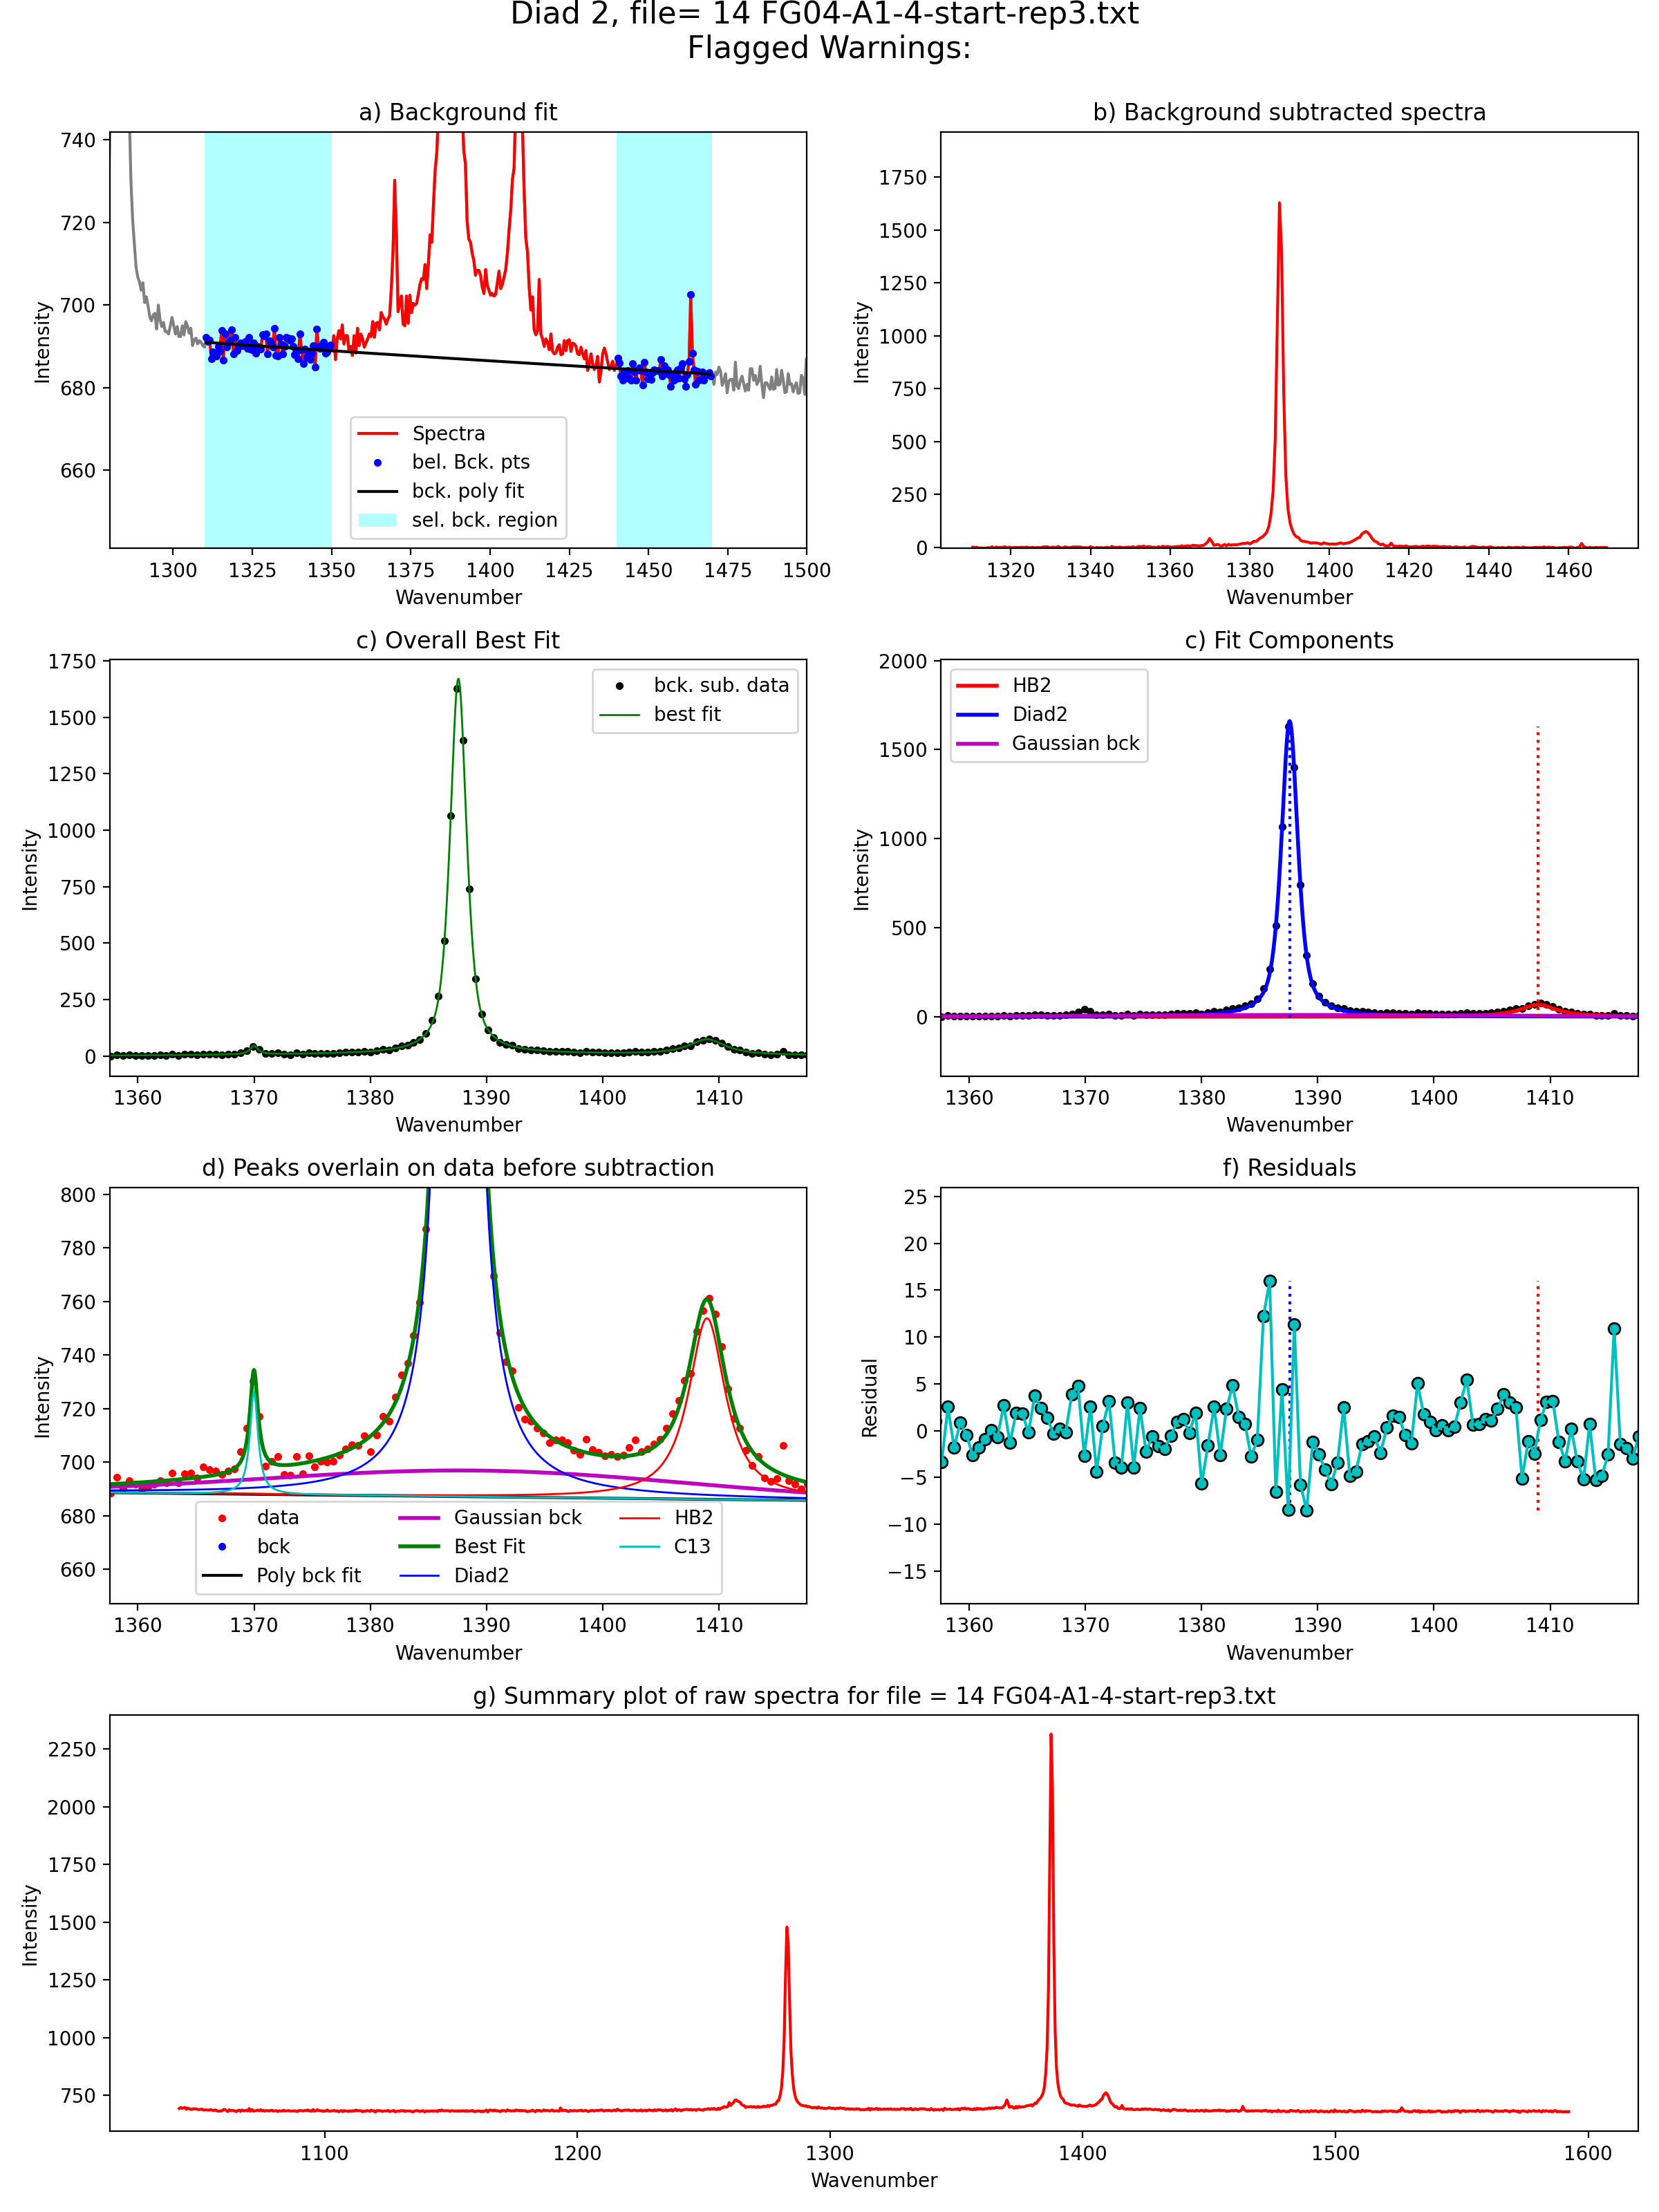 Diad 2, file= 14 FG04-A1-4-start-rep3.txt
Flagged Warnings:
a) Background fit
740
720
700
680
660
Intensity
1300 1325 1350 1375 1400 1425 1450 1475 1500
Wavenumber
Spectra
bel. Bck. pts
bck. poly fit
sel. bck. region
b) Background subtracted spectra
1750
1500
1250
1000
750
500
250
0
Intensity
1320 1340 1360 1380 1400 1420 1440 1460
Wavenumber
c) Overall Best Fit
1750
1500
1250
1000
750
500
250
0
Intensity
1360 1370 1380 1390 1400 1410
Wavenumber
bck. sub. data
best fit
c) Fit Components
2000
1500
1000
500
0
Intensity
1360 1370 1380 1390 1400 1410
Wavenumber
HB2
Diad2
Gaussian bck
d) Peaks overlain on data before subtraction
800
780
760
740
720
700
680
660
Intensity
1360 1370 1380 1390 1400 1410
Wavenumber
data
bck
Poly bck fit
Gaussian bck
Best Fit
Diad2
HB2
C13
f) Residuals
25
20
15
10
5
0
−5
−10
−15
Residual
1360 1370 1380 1390 1400 1410
Wavenumber
g) Summary plot of raw spectra for file = 14 FG04-A1-4-start-rep3.txt
2250
2000
1750
1500
1250
1000
750
Intensity
1100 1200 1300 1400 1500 1600
Wavenumber